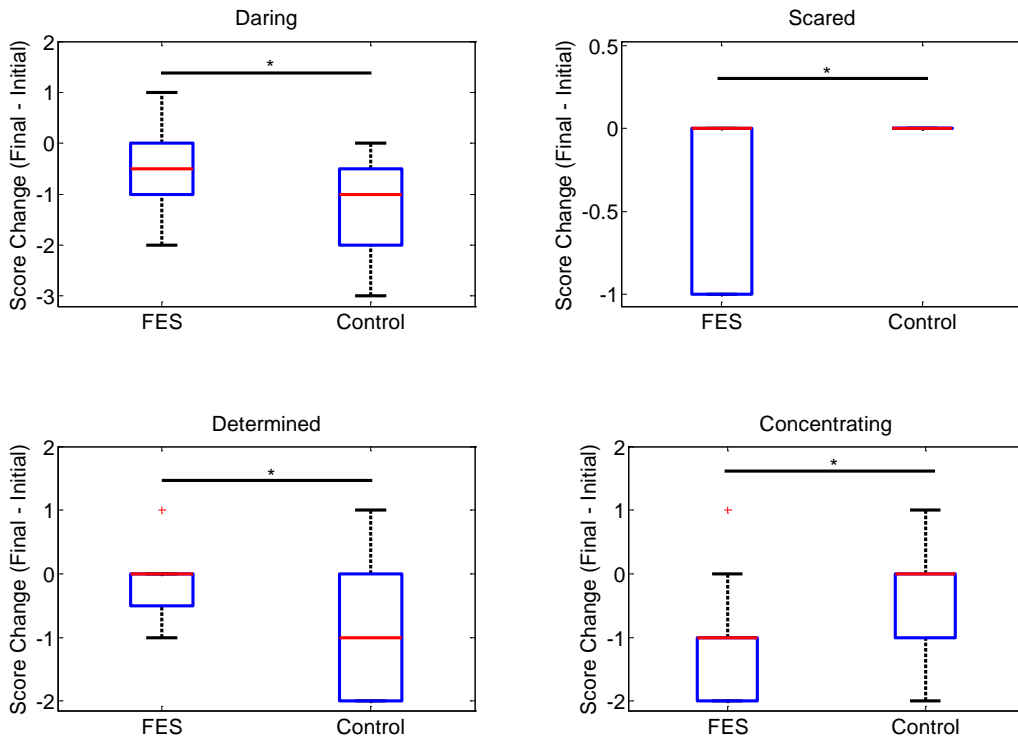 Daring
Score Change (Final - Initial)
2
1
0
-1
-2
-3
*
FES
Control
Scared
Score Change (Final - Initial)
0.5
0
-0.5
-1
*
FES
Control
Determined
Score Change (Final - Initial)
2
1
0
-1
-2
*
FES
Control
Concentrating
Score Change (Final - Initial)
2
1
0
-1
-2
*
FES
Control